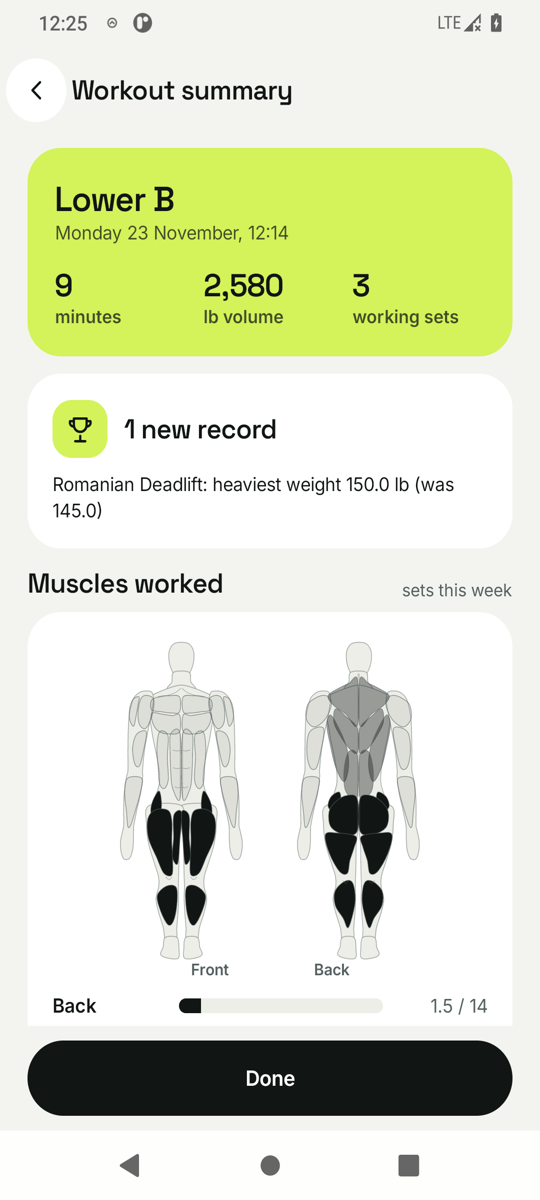 12:25
LTE
Workout summary
Lower B
Monday 23 November, 12:14
9
minutes
2,580
lb volume
3
working sets
1 new record
Romanian Deadlift: heaviest weight 150.0 lb (was
145.0)
Muscles worked
sets this week
Front
Back
Back
1.5 / 14
Done